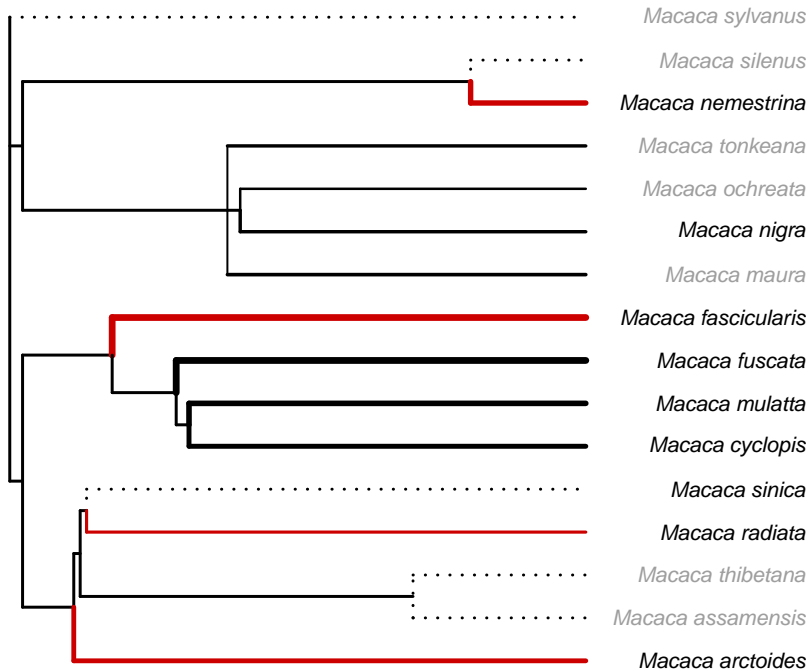 Macaca sylvanus
Macaca silenus
Macaca nemestrina
Macaca tonkeana
Macaca ochreata
Macaca nigra
Macaca maura
Macaca fascicularis
Macaca fuscata
Macaca mulatta
Macaca cyclopis
Macaca sinica
Macaca radiata
Macaca thibetana
Macaca assamensis
Macaca arctoides